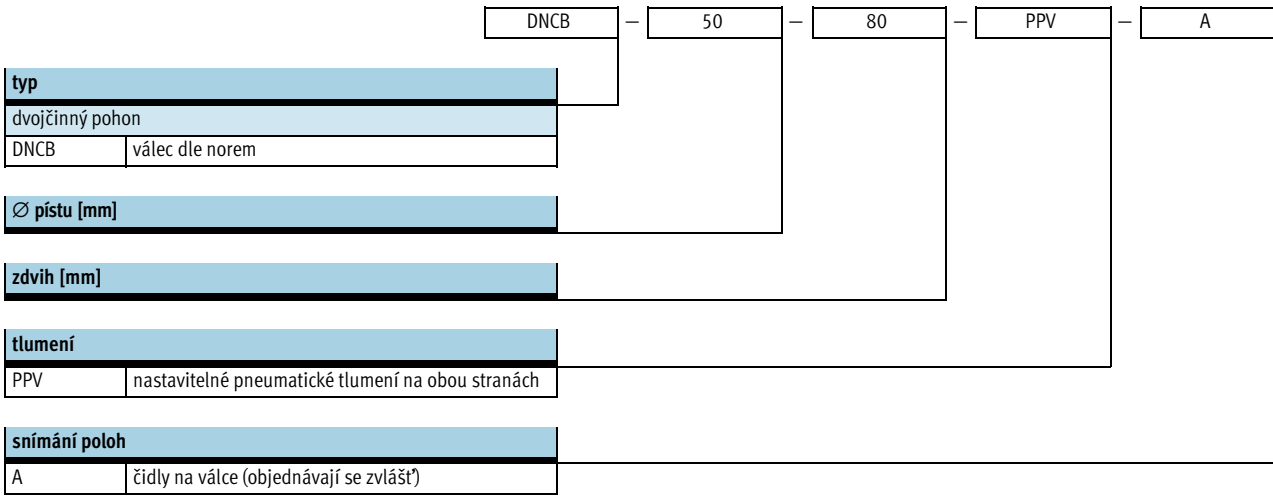 DNCB – 50 – 80 – PPV – A
typ
dvojčinný pohon
DNCB válec dle norem
∅ pístu [mm]
zdvih [mm]
tlumení
PPV nastavitelné pneumatické tlumení na obou stranách
snímání poloh
A čidly na válce (objednávají se zvlášť)